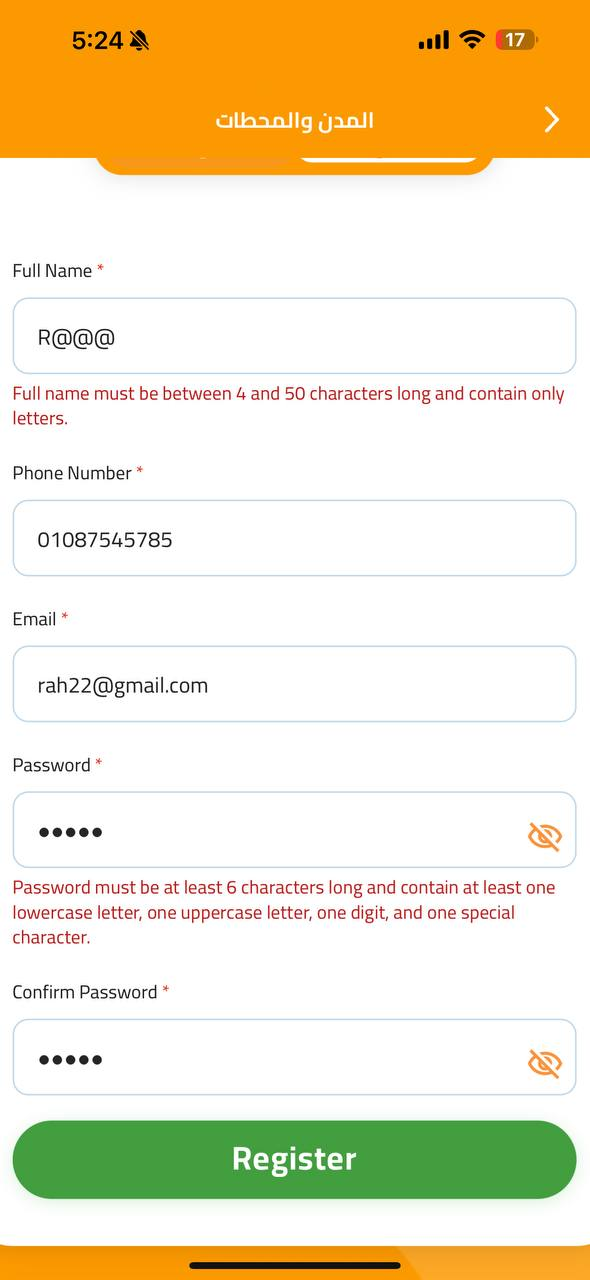 5:24
17
المدن والمحطات
Full Name *
R@@@
Full name must be between 4 and 50 characters long and contain only
letters.
Phone Number *
01087545785
Email *
rah22@gmail.com
Password *
•••••
Password must be at least 6 characters long and contain at least one
lowercase letter, one uppercase letter, one digit, and one special
character.
Confirm Password *
•••••
Register